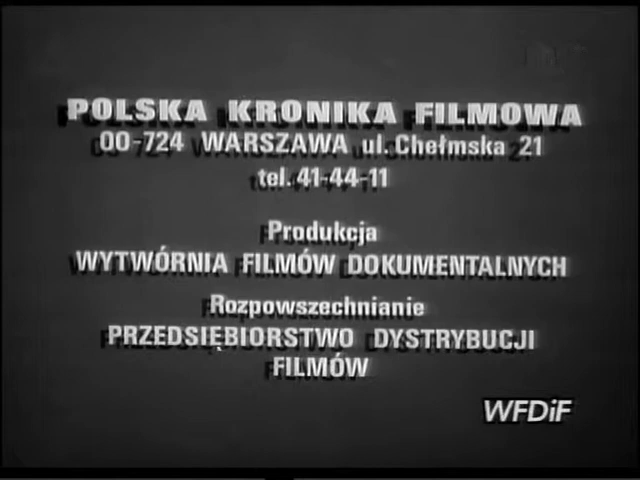 POLSKA KRONIKA FILMOWA
00-724 WARSZAWA ul. Chełmska 21
tel. 41-44-11
Produkcja
WYTWÓRNIA FILMÓW DOKUMENTALNYCH
Rozpowszechnianie
PRZEDSIĘBIORSTWO DYSTRYBUCJI
FILMÓW
WFDiF